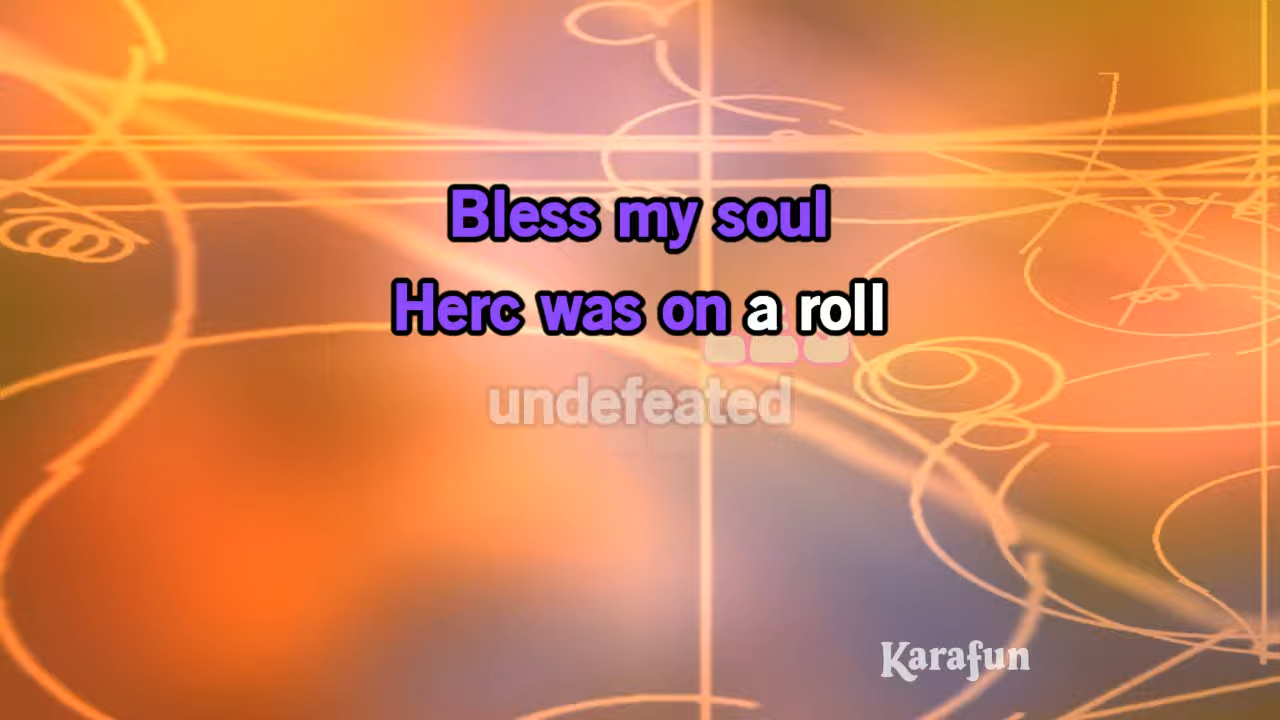 Bless my soul
Herc was on a roll
undefeated
Karafun